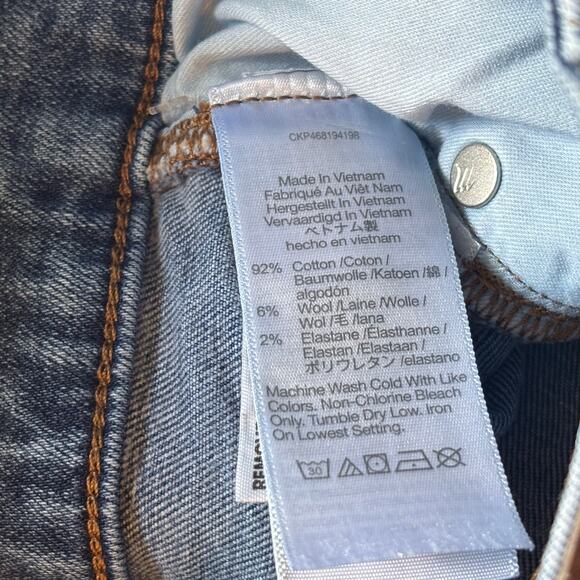 CKP468194198
Made In Vietnam
Fabriqué Au Việt Nam
Hergestellt In Vietnam
Vervaardigd In Vietnam
ベトナム製
hecho en vietnam
92% Cotton /Coton /
Baumwolle /Katoen /綿 /
algodón
6% Wool /Laine /Wolle /
Wol /毛 /lana
2% Elastane /Elasthanne /
Elastan /Elastaan /
ポリウレタン /elastano
Machine Wash Cold With Like
Colors. Non-Chlorine Bleach
Only. Tumble Dry Low. Iron
On Lowest Setting.
30
REMOV